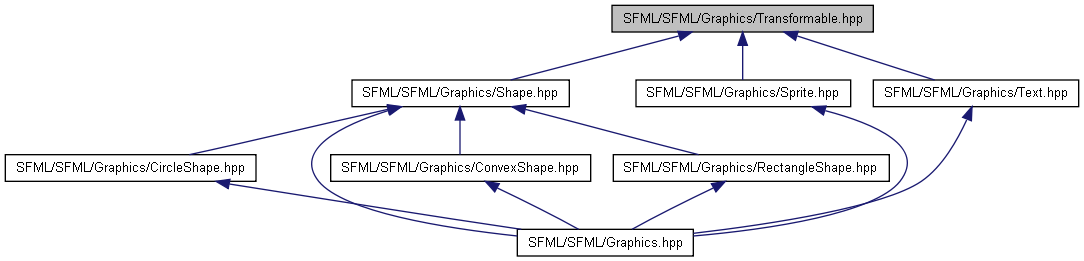 SFML/SFML/Graphics/Transformable.hpp
SFML/SFML/Graphics/Shape.hpp
SFML/SFML/Graphics/Sprite.hpp
SFML/SFML/Graphics/Text.hpp
SFML/SFML/Graphics/CircleShape.hpp
SFML/SFML/Graphics/ConvexShape.hpp
SFML/SFML/Graphics/RectangleShape.hpp
SFML/SFML/Graphics.hpp